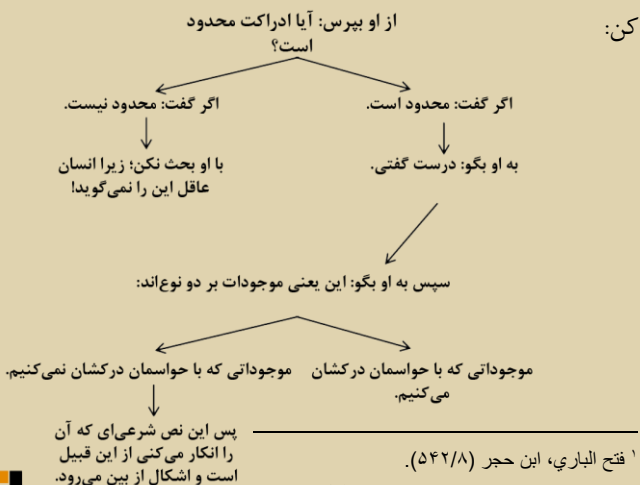 کن:
از او بپرس: آیا ادراکت محدود
است؟
اگر گفت: محدود است.
اگر گفت: محدود نیست.
به او بگو: درست گفتی.
با او بحث نکن؛ زیرا انسان
عاقل این را نمی‌گوید!
سپس به او بگو: این یعنی موجودات بر دو نوع‌اند:
موجوداتی که با حواسمان درکشان
می‌کنیم.
موجوداتی که با حواسمان درکشان نمی‌کنیم.
پس این نص شرعی‌ای که آن
را انکار می‌کنی از این قبیل
است و اشکال از بین می‌رود.
۱ فتح الباري، ابن حجر (۵۴۲/۸).